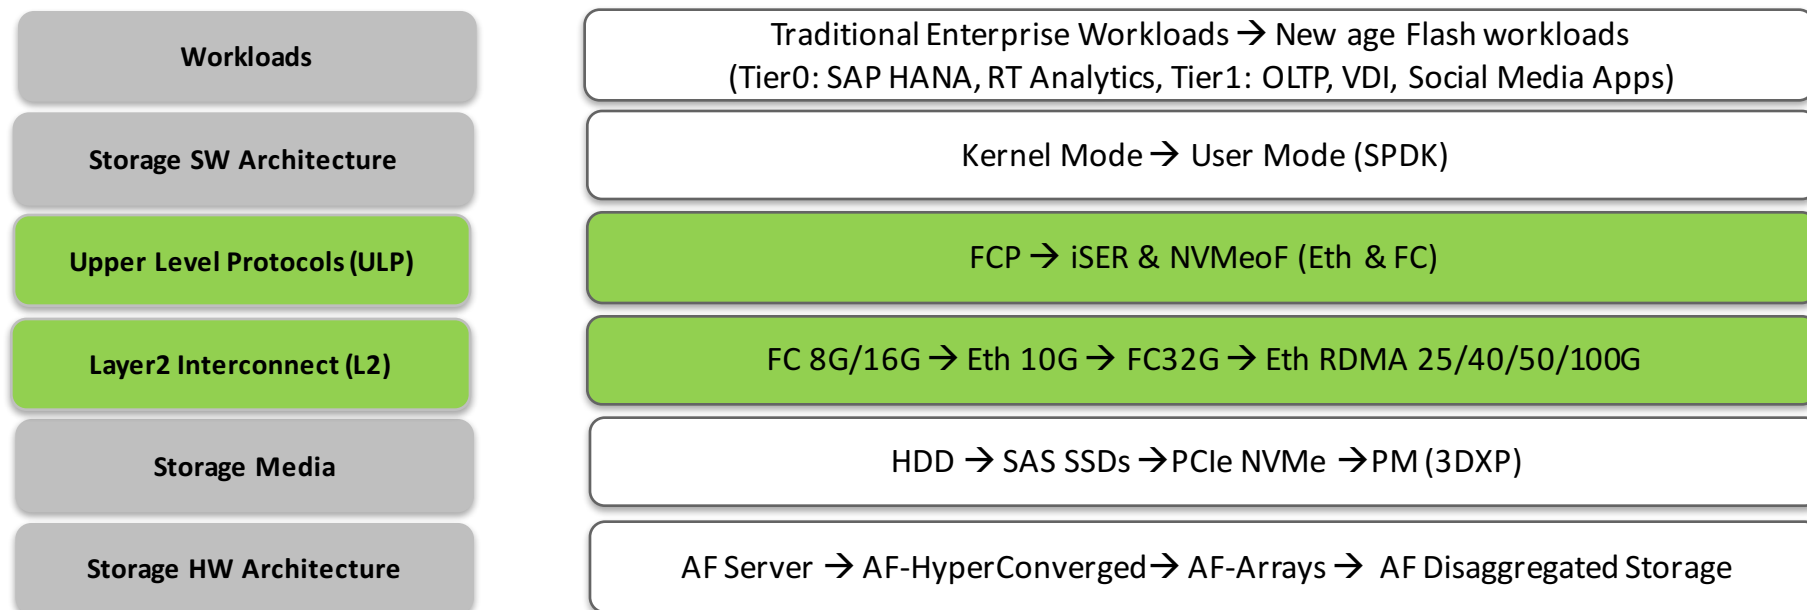 Workloads
Traditional Enterprise Workloads → New age Flash workloads
(Tier0: SAP HANA, RT Analytics, Tier1: OLTP, VDI, Social Media Apps)
Storage SW Architecture
Kernel Mode → User Mode (SPDK)
Upper Level Protocols (ULP)
FCP → iSER & NVMeoF (Eth & FC)
Layer2 Interconnect (L2)
FC 8G/16G → Eth 10G → FC32G → Eth RDMA 25/40/50/100G
Storage Media
HDD → SAS SSDs → PCIe NVMe → PM (3DXP)
Storage HW Architecture
AF Server → AF-HyperConverged → AF-Arrays → AF Disaggregated Storage